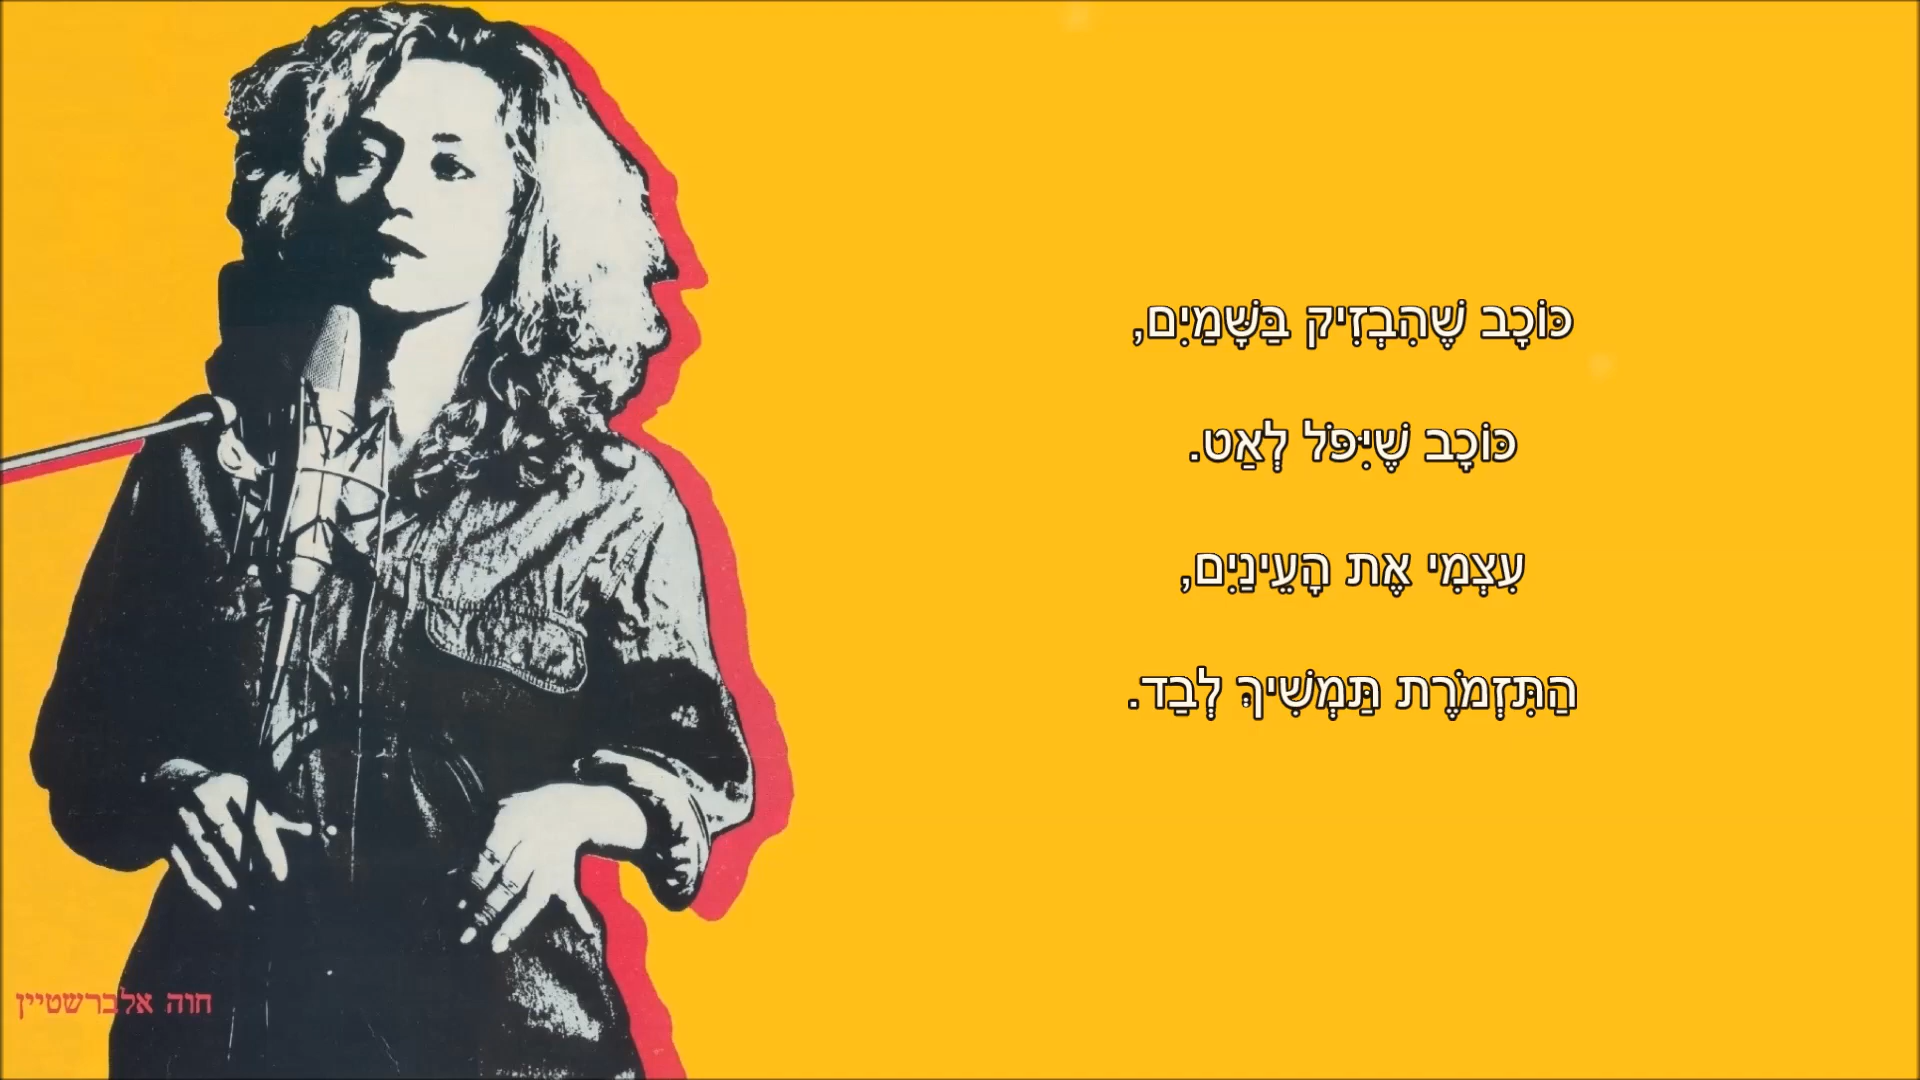 כּוֹכָב שֶׁהִבְזִיק בַּשָּׁמַיִם,
כּוֹכָב שֶׁיִּפֹּל לְאַט.
עִצְמִי אֶת הָעֵינַיִם,
הַתִּזְמֹרֶת תַּמְשִׁיךְ לְבַד.
חוה אלברשטיין